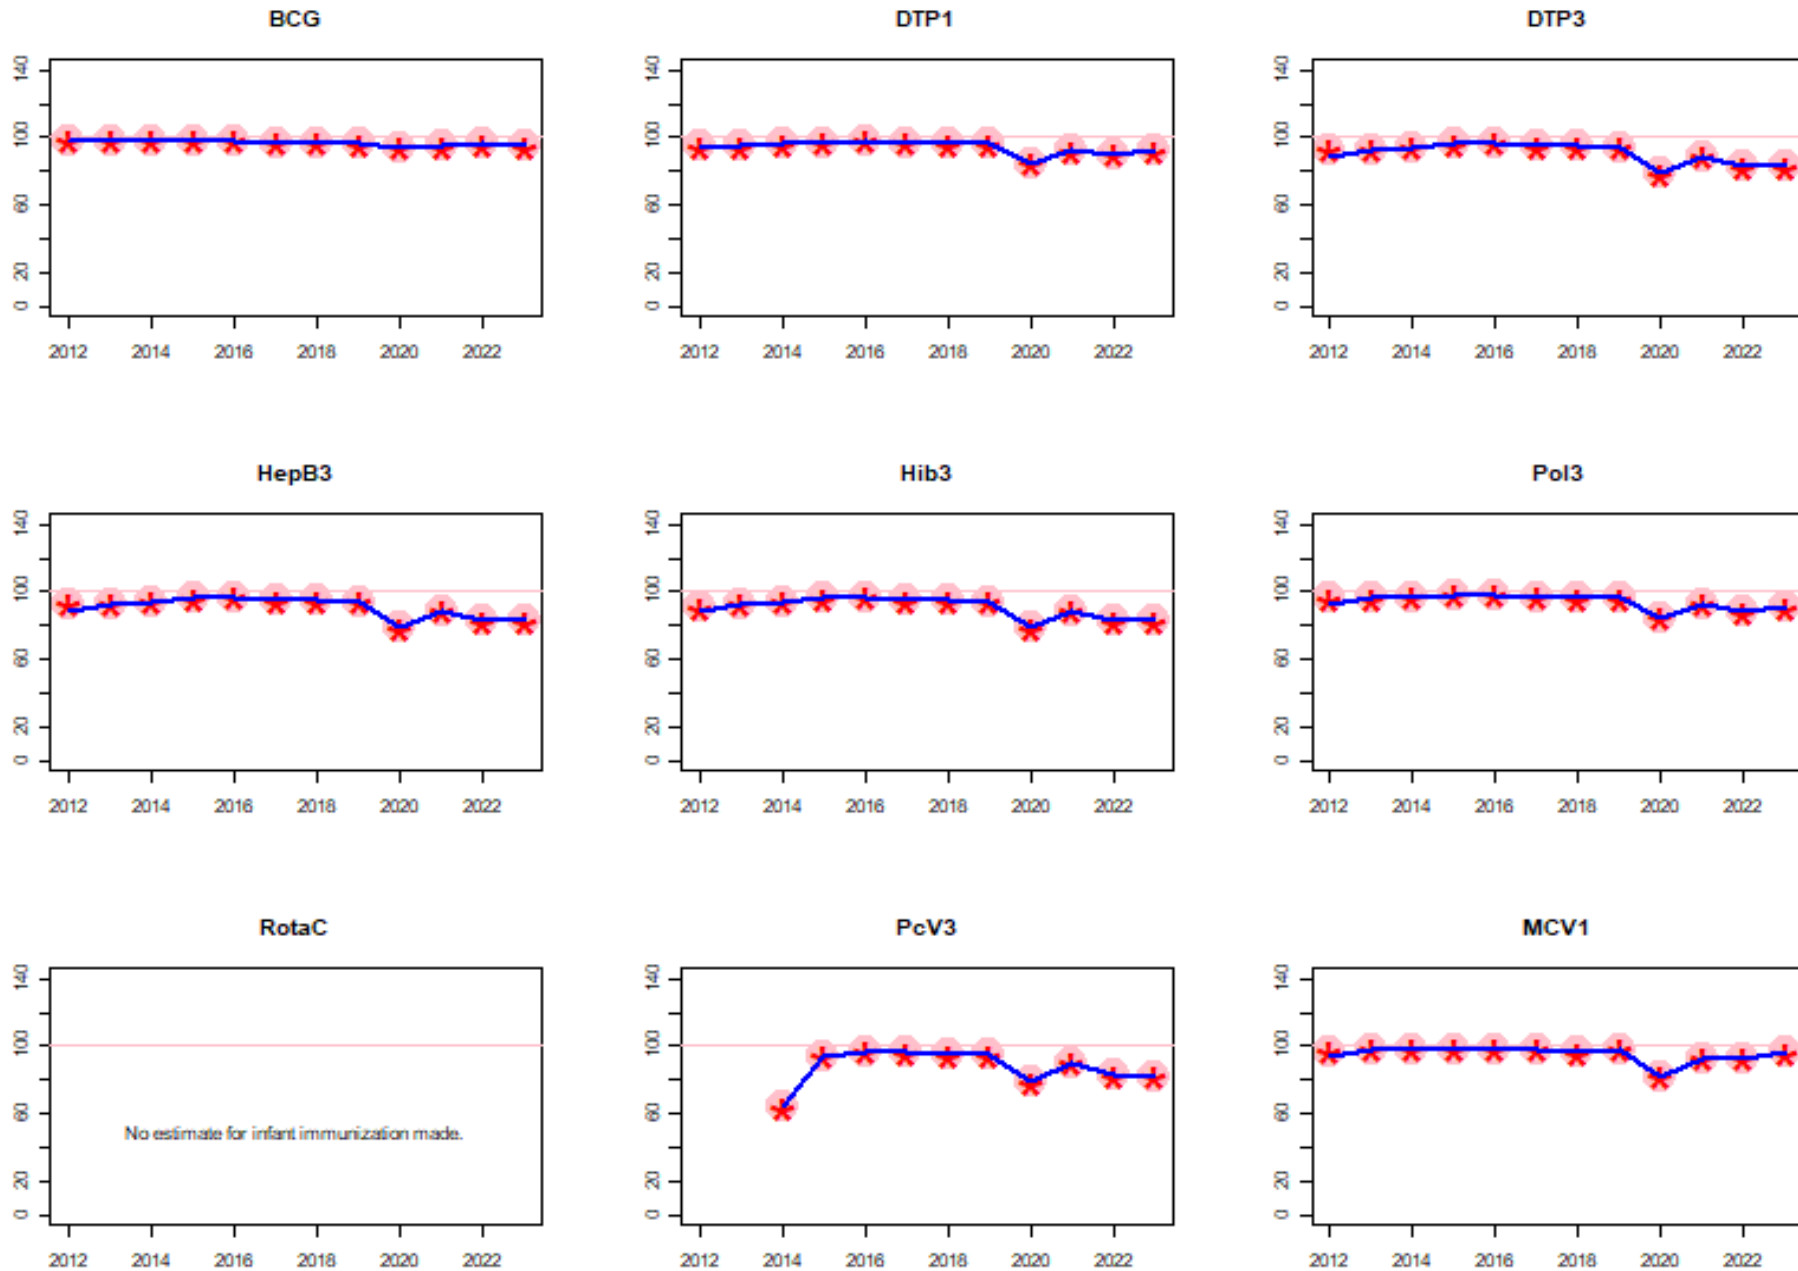 BCG DTP1 DTP3
140 140 140
100 100 100
60 60 60
20 20 20
0 0 0
2012 2014 2016 2018 2020 2022 2012 2014 2016 2018 2020 2022 2012 2014 2016 2018 2020 2022
HepB3 Hib3 Pol3
140 140 140
100 100 100
60 60 60
20 20 20
0 0 0
2012 2014 2016 2018 2020 2022 2012 2014 2016 2018 2020 2022 2012 2014 2016 2018 2020 2022
RotaC PcV3 MCV1
140 140 140
100 100 100
60 60 60
No estimate for infant immunization made.
20 20 20
0 0 0
2012 2014 2016 2018 2020 2022 2012 2014 2016 2018 2020 2022 2012 2014 2016 2018 2020 2022